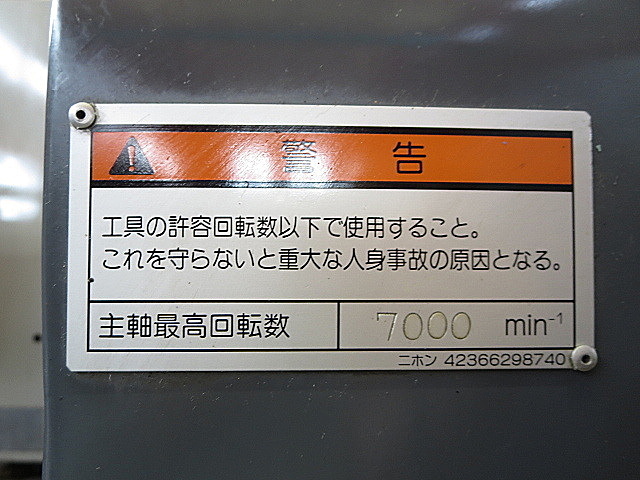 警告
工具の許容回転数以下で使用すること。
これを守らないと重大な人身事故の原因となる。
主軸最高回転数 7000 min⁻¹
ニホン 42366298740